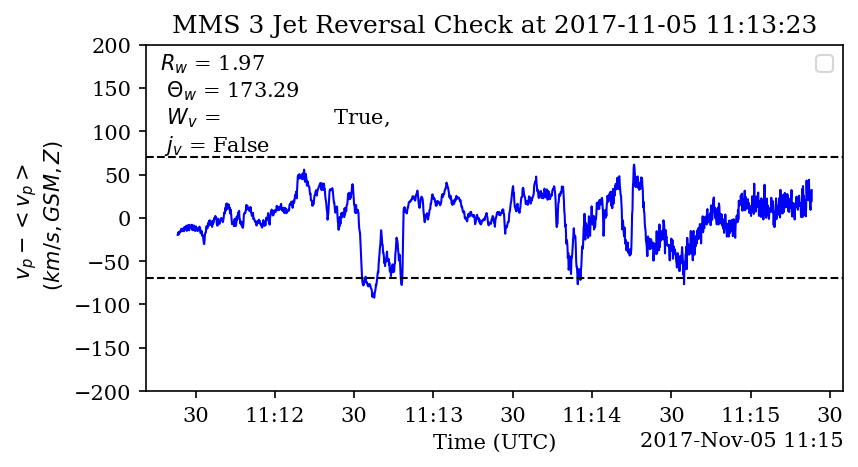 MMS 3 Jet Reversal Check at 2017-11-05 11:13:23
R_w = 1.97
Θ_w = 173.29
W_v = True,
j_v = False
v_p − < v_p >
(km/s, GSM, Z)
200
150
100
50
0
−50
−100
−150
−200
30 11:12 30 11:13 30 11:14 30 11:15 30
Time (UTC)
2017-Nov-05 11:15